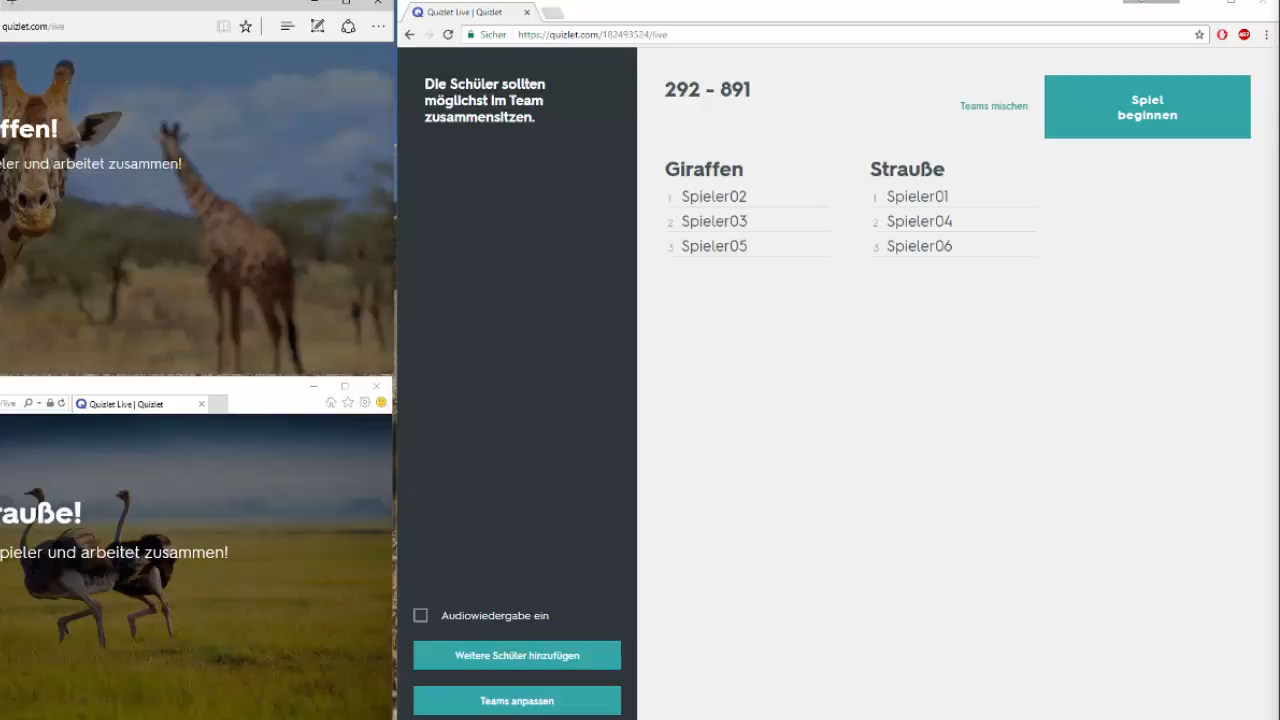 quizlet.com/live
ffen!
eler und arbeitet zusammen!
/live
Quizlet Live | Quizlet
rauße!
pieler und arbeitet zusammen!
Quizlet Live | Quizlet
Sicher
https://quizlet.com/182493524/live
Die Schüler sollten
möglichst im Team
zusammensitzen.
Audiowiedergabe ein
Weitere Schüler hinzufügen
Teams anpassen
292 - 891
Teams mischen
Spiel
beginnen
Giraffen
1 Spieler02
2 Spieler03
3 Spieler05
Strauße
1 Spieler01
2 Spieler04
3 Spieler06